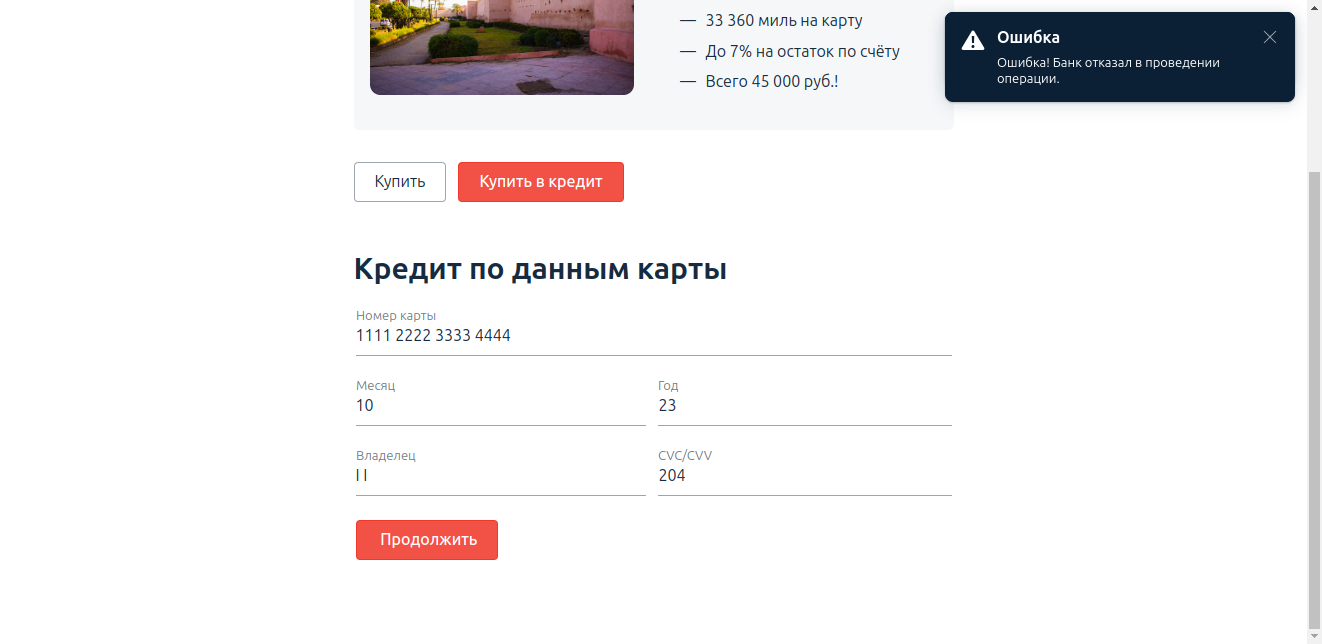 — 33 360 миль на карту
— До 7% на остаток по счёту
— Всего 45 000 руб.!
Ошибка
Ошибка! Банк отказал в проведении
операции.
Купить
Купить в кредит
Кредит по данным карты
Номер карты
1111 2222 3333 4444
Месяц
10
Год
23
Владелец
I I
CVC/CVV
204
Продолжить